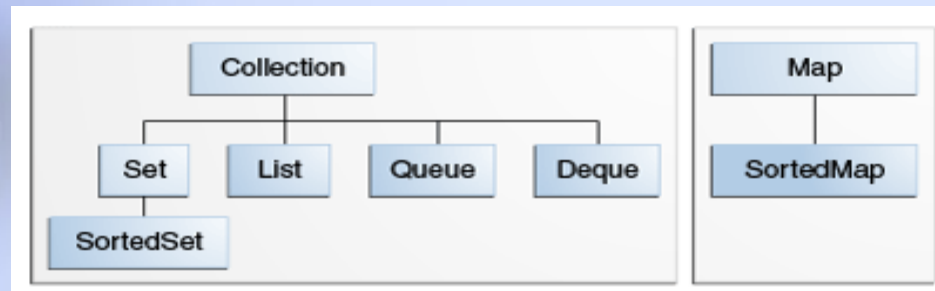 Collection
Map
Set
List
Queue
Deque
SortedMap
SortedSet